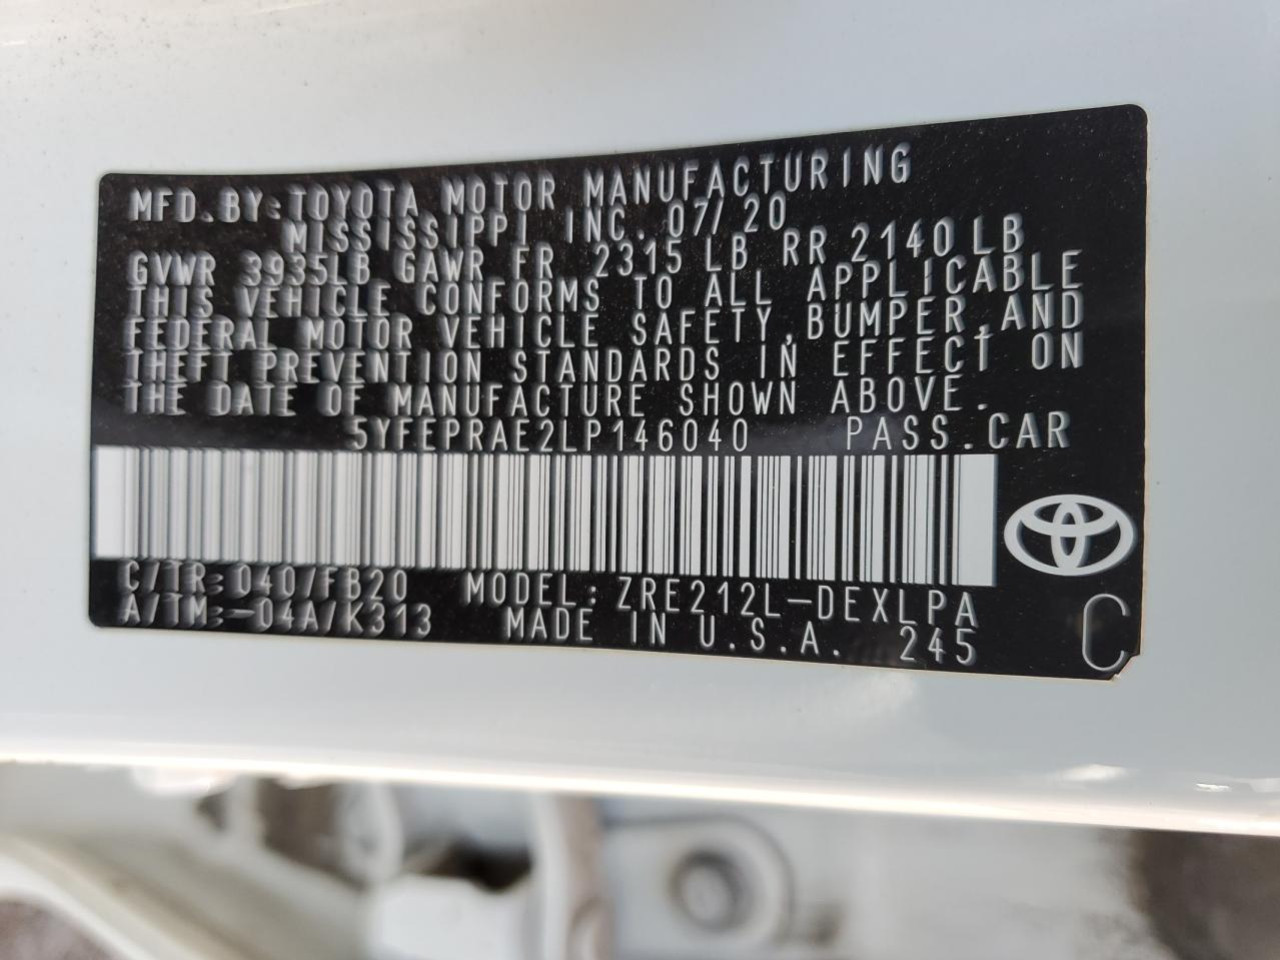 MFD.BY:TOYOTA MOTOR MANUFACTURING
MISSISSIPPI INC. 07/20
GVWR 3935LB GAWR FR 2315 LB RR 2140LB
THIS VEHICLE CONFORMS TO ALL APPLICABLE
FEDERAL MOTOR VEHICLE SAFETY,BUMPER,AND
THEFT PREVENTION STANDARDS IN EFFECT ON
THE DATE OF MANUFACTURE SHOWN ABOVE.
5YFEPRAE2LP146040 PASS.CAR
C/TR:040/FB20 MODEL:ZRE212L-DEXLPA
A/TM:-04A/K313 MADE IN U.S.A. 245
C